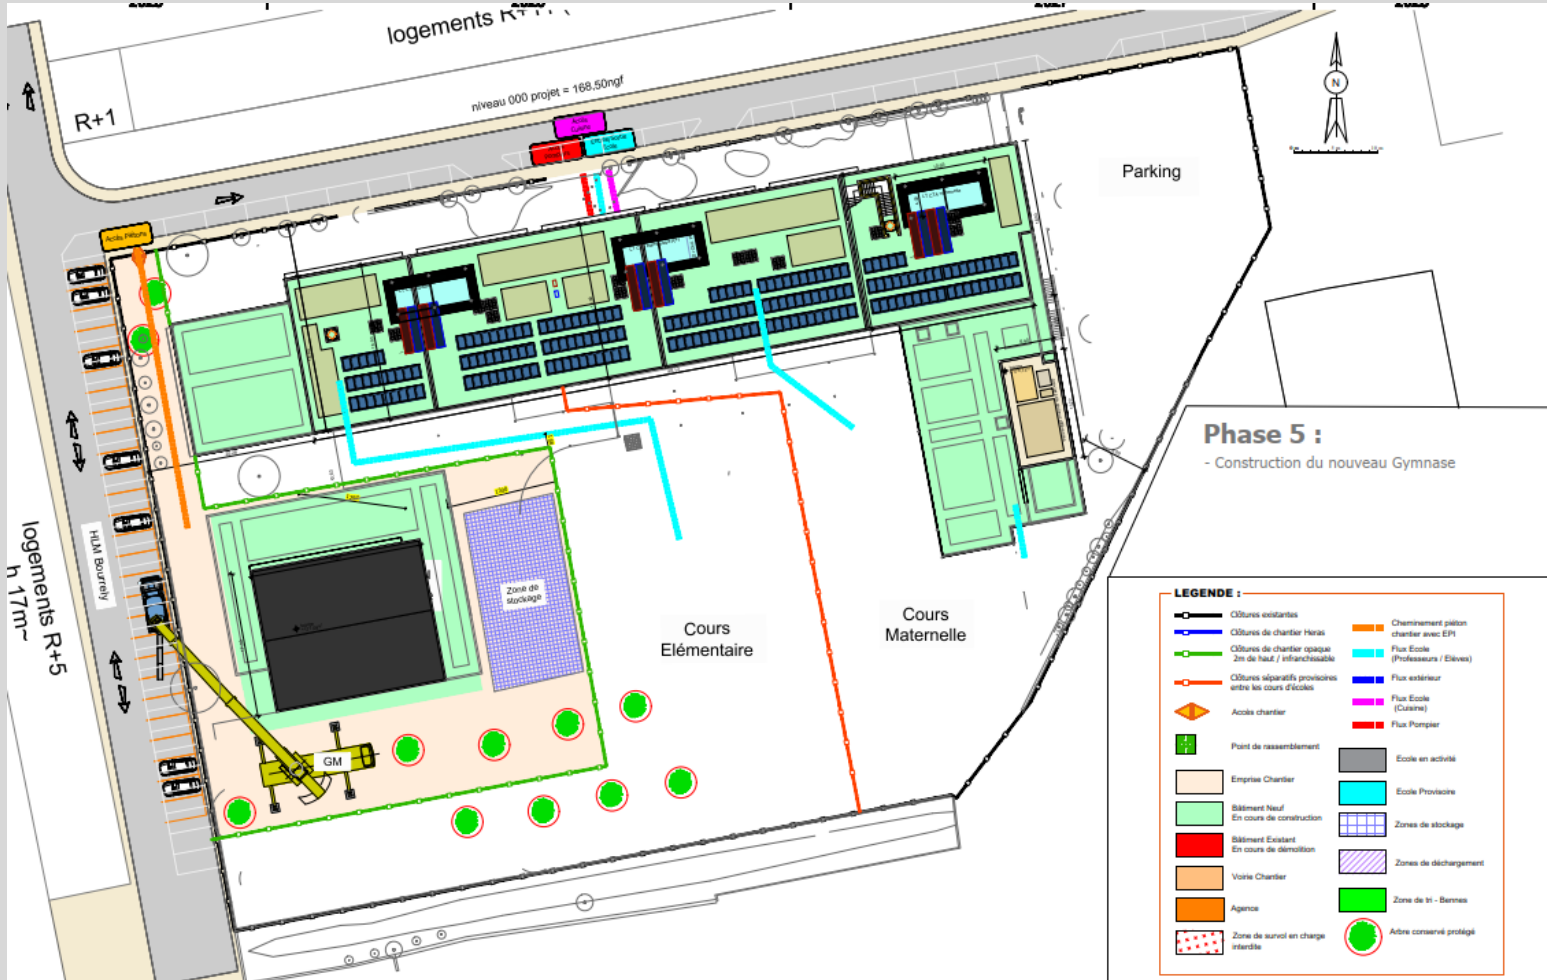 logements R+
R+1
niveau 000 projet = 168.50ngf
N
Parking
Accès Piétons
HLM Bourrely
logements R+5
h 17m~
Zone de
stockage
GM
Cours
Elémentaire
Cours
Maternelle
Phase 5 :
- Construction du nouveau Gymnase
LEGENDE :
Clôtures existantes
Clôtures de chantier Heras
Clôtures de chantier opaque
2m de haut / infranchissable
Clôtures séparatifs provisoires
entre les cours d'écoles
Accès chantier
Point de rassemblement
Emprise Chantier
Bâtiment Neuf
En cours de construction
Bâtiment Existant
En cours de démolition
Voirie Chantier
Agence
Zone de survol en charge
interdite
Cheminement piéton
chantier avec EPI
Flux Ecole
(Professeurs / Elèves)
Flux extérieur
Flux Ecole
(Cuisine)
Flux Pompier
Ecole en activité
Ecole Provisoire
Zones de stockage
Zones de déchargement
Zone de tri - Bennes
Arbre conservé protégé